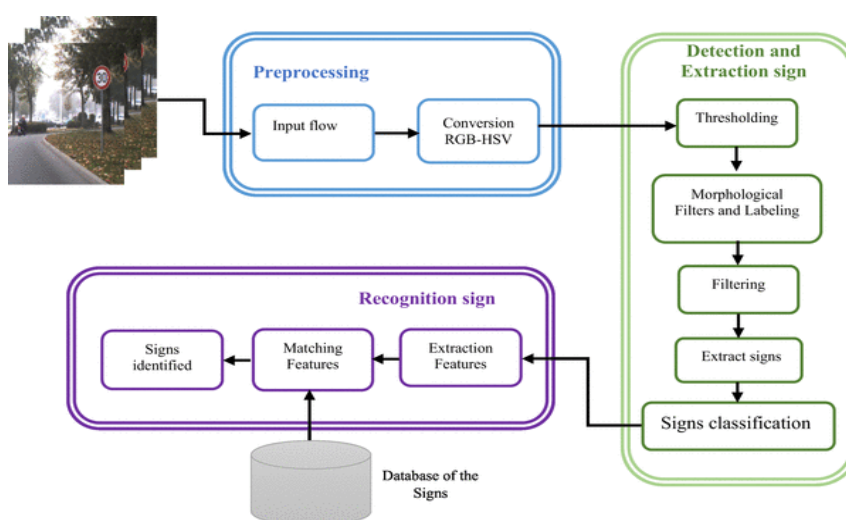 30
Preprocessing
Input flow
Conversion
RGB-HSV
Detection and
Extraction sign
Thresholding
Morphological
Filters and Labeling
Filtering
Extract signs
Signs classification
Recognition sign
Extraction
Features
Matching
Features
Signs
identified
Database of the
Signs